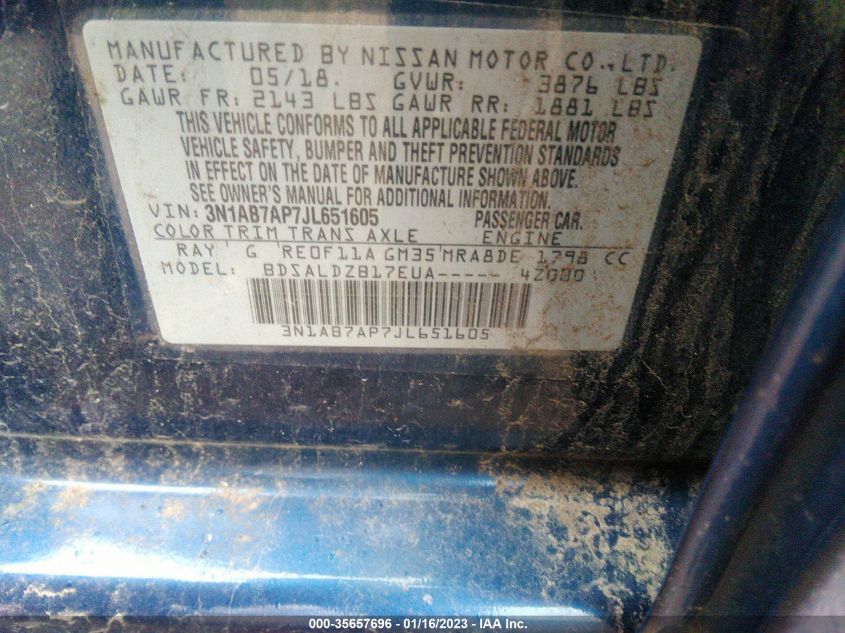 MANUFACTURED BY NISSAN MOTOR CO.,LTD.
DATE: 05/18. GVWR: 3876 LBS
GAWR FR: 2143 LBS GAWR RR: 1881 LBS
THIS VEHICLE CONFORMS TO ALL APPLICABLE FEDERAL MOTOR
VEHICLE SAFETY, BUMPER AND THEFT PREVENTION STANDARDS
IN EFFECT ON THE DATE OF MANUFACTURE SHOWN ABOVE.
SEE OWNER'S MANUAL FOR ADDITIONAL INFORMATION.
VIN: 3N1AB7AP7JL651605 PASSENGER CAR.
COLOR TRIM TRANS AXLE ENGINE
RAY G RE0F11A GM35 MRA8DE 1798 CC
MODEL: BDSALDZB17EUA----- 4Z000
3N1AB7AP7JL651605
000-35657696 - 01/16/2023 - IAA Inc.